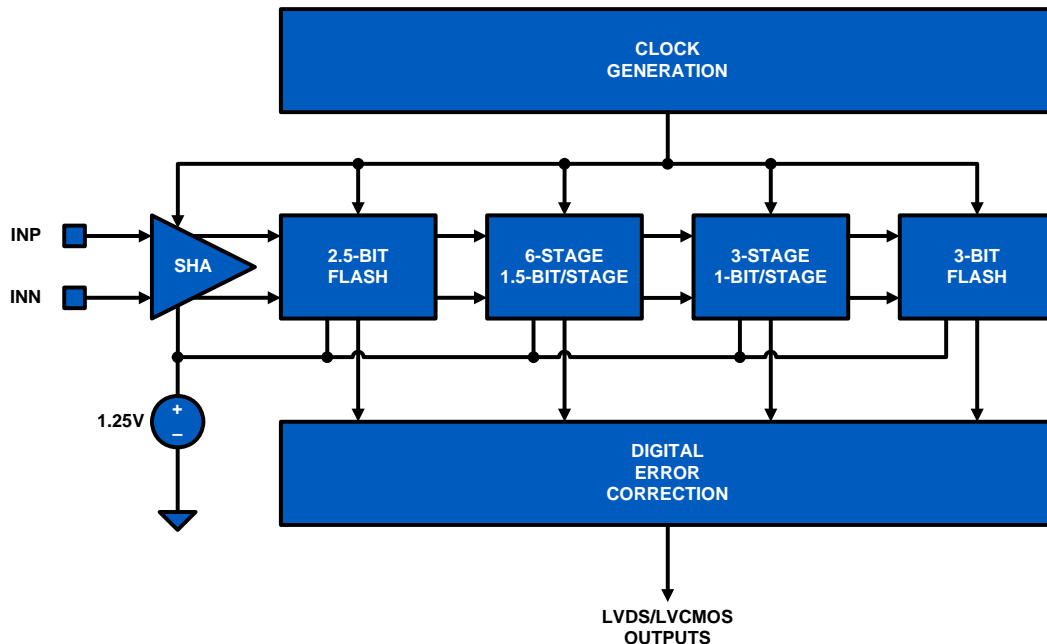 CLOCK
GENERATION
INP
INN
SHA
2.5-BIT
FLASH
6-STAGE
1.5-BIT/STAGE
3-STAGE
1-BIT/STAGE
3-BIT
FLASH
1.25V
+
–
DIGITAL
ERROR
CORRECTION
LVDS/LVCMOS
OUTPUTS